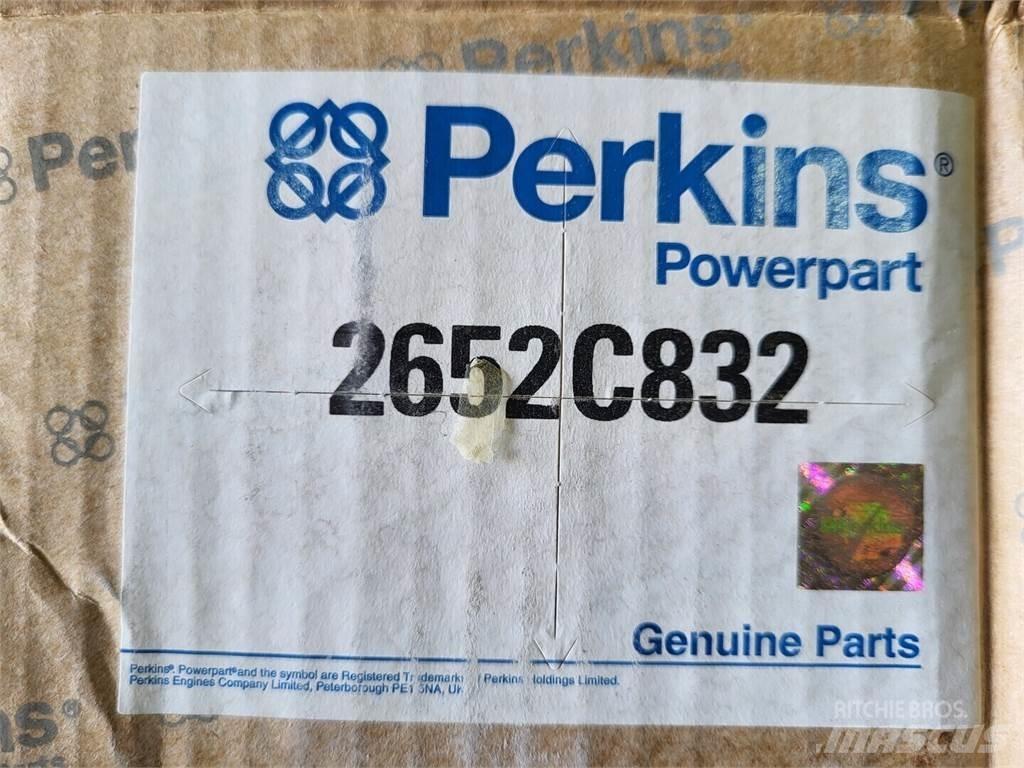 Perkins
Per
Perkins®
Powerpart
2652C832
Genuine Parts
Perkins®, Powerpart® and the symbol are Registered Trademarks Perkins Holdings Limited.
Perkins Engines Company Limited, Peterborough PE1 5NA, UK
RITCHIE BROS.
MASCUS